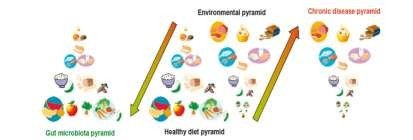 Environmental pyramid
Chronic disease pyramid
Gut microbiota pyramid
Healthy diet pyramid